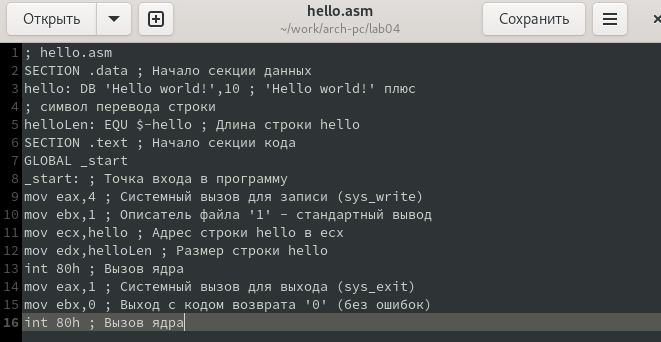 Открыть
hello.asm
~/work/arch-pc/lab04
Сохранить
1 ; hello.asm
2 SECTION .data ; Начало секции данных
3 hello: DB 'Hello world!',10 ; 'Hello world!' плюс
4 ; символ перевода строки
5 helloLen: EQU $-hello ; Длина строки hello
6 SECTION .text ; Начало секции кода
7 GLOBAL _start
8 _start: ; Точка входа в программу
9 mov eax,4 ; Системный вызов для записи (sys_write)
10 mov ebx,1 ; Описатель файла '1' - стандартный вывод
11 mov ecx,hello ; Адрес строки hello в ecx
12 mov edx,helloLen ; Размер строки hello
13 int 80h ; Вызов ядра
14 mov eax,1 ; Системный вызов для выхода (sys_exit)
15 mov ebx,0 ; Выход с кодом возврата '0' (без ошибок)
16 int 80h ; Вызов ядра